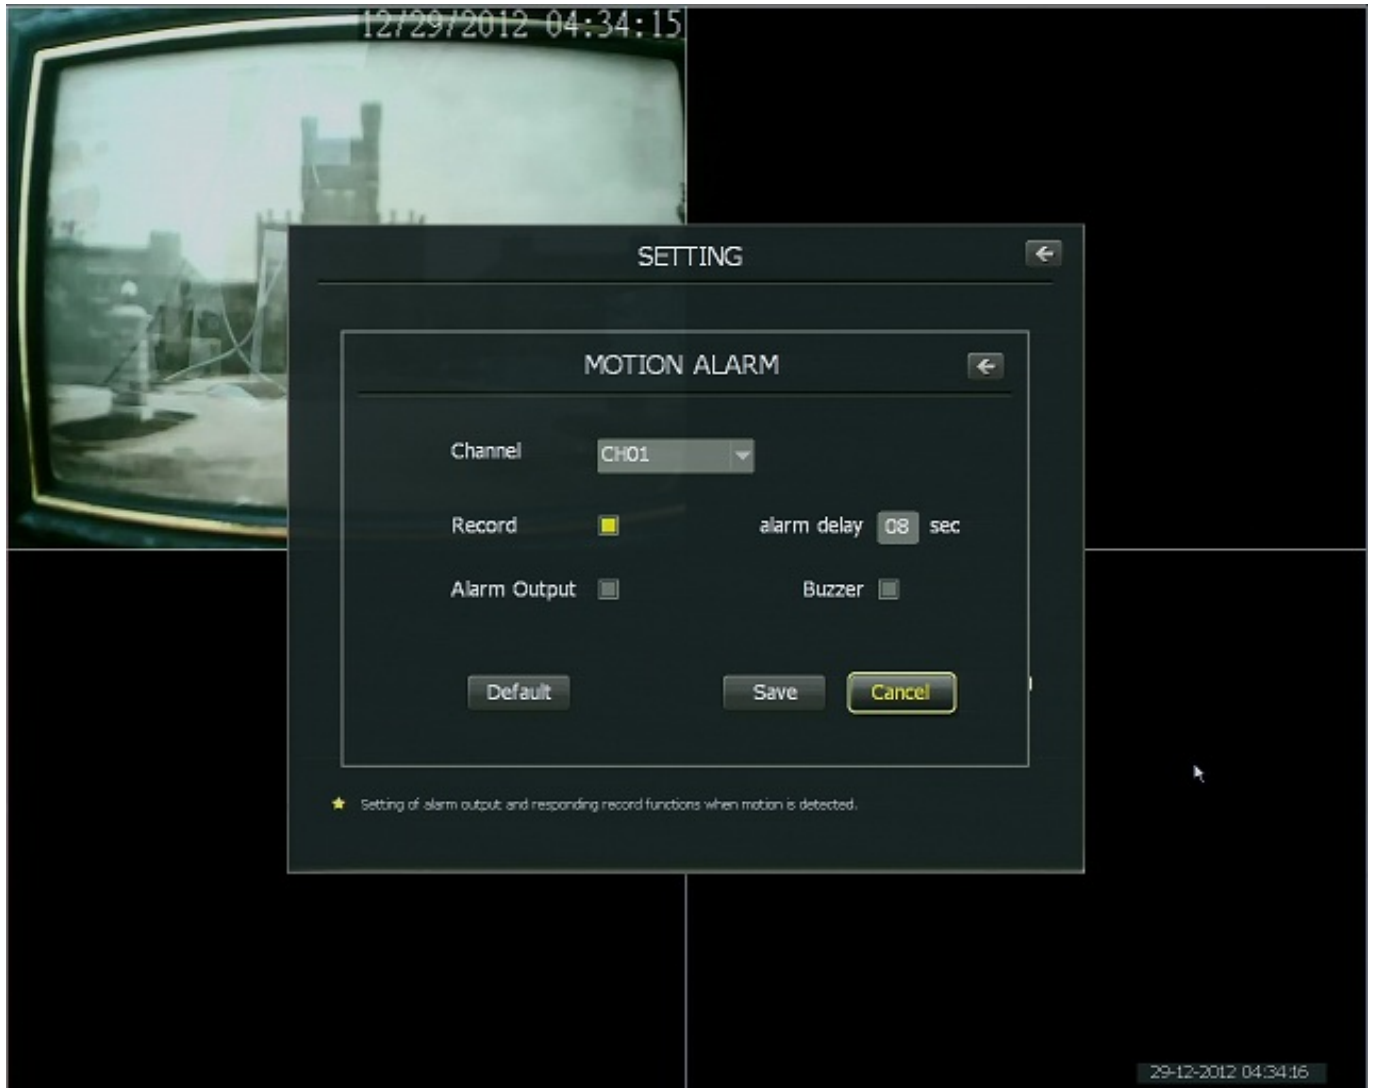 12/29/2012 04:34:15
SETTING
MOTION ALARM
Channel CH01
Record alarm delay 08 sec
Alarm Output Buzzer
Default Save Cancel
Setting of alarm output and responding record functions when motion is detected.
29-12-2012 04:34:16